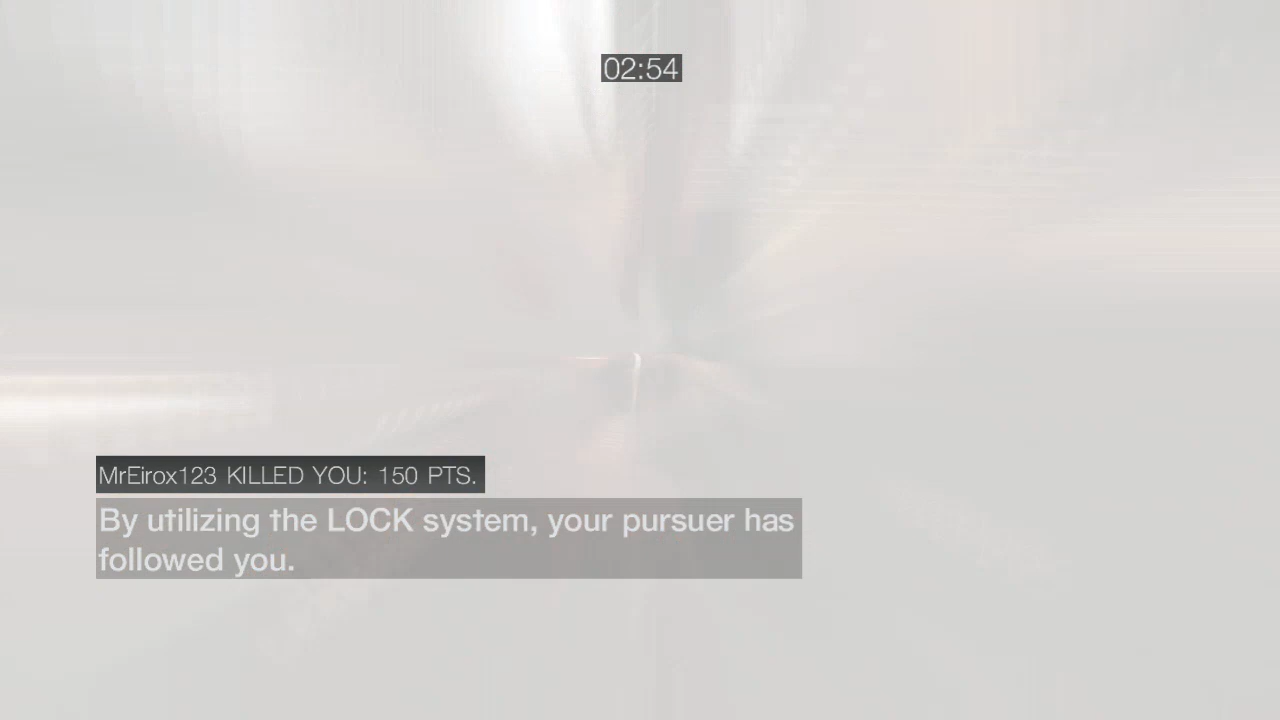 02:54
MrEirox123 KILLED YOU: 150 PTS.
By utilizing the LOCK system, your pursuer has
followed you.